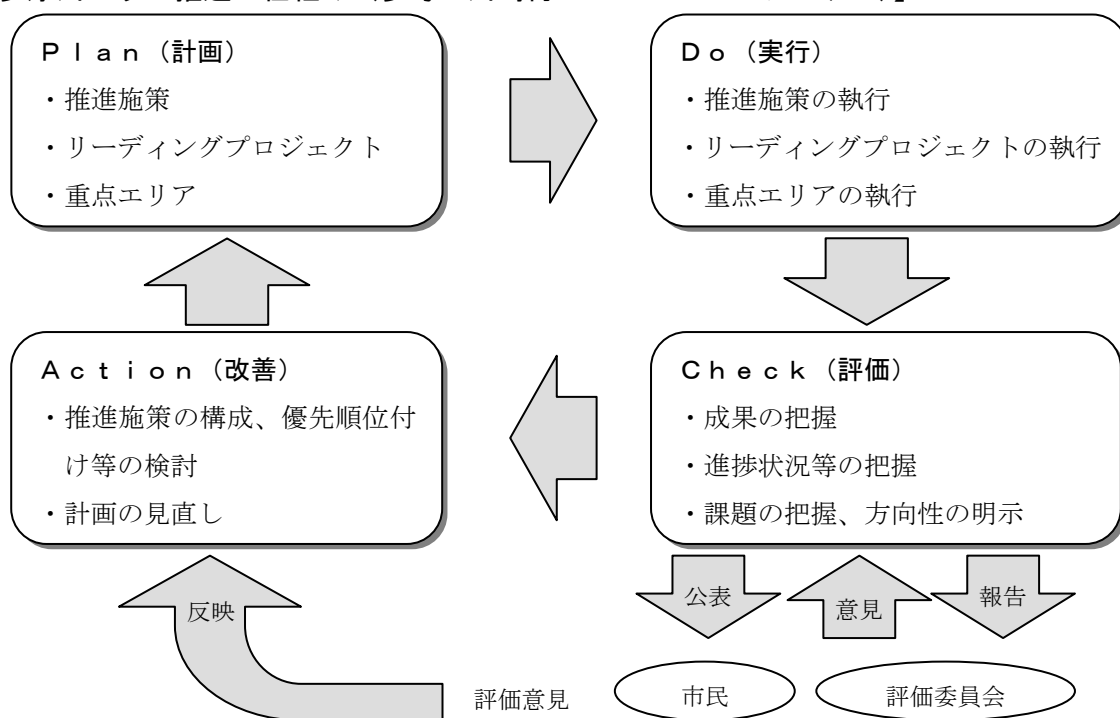 Ｐｌａｎ（計画）
・推進施策
・リーディングプロジェクト
・重点エリア
Ｄｏ（実行）
・推進施策の執行
・リーディングプロジェクトの執行
・重点エリアの執行
Ａｃｔｉｏｎ（改善）
・推進施策の構成、優先順位付
け等の検討
・計画の見直し
Ｃｈｅｃｋ（評価）
・成果の把握
・進捗状況等の把握
・課題の把握、方向性の明示
公表
意見
報告
反映
評価意見
市民
評価委員会